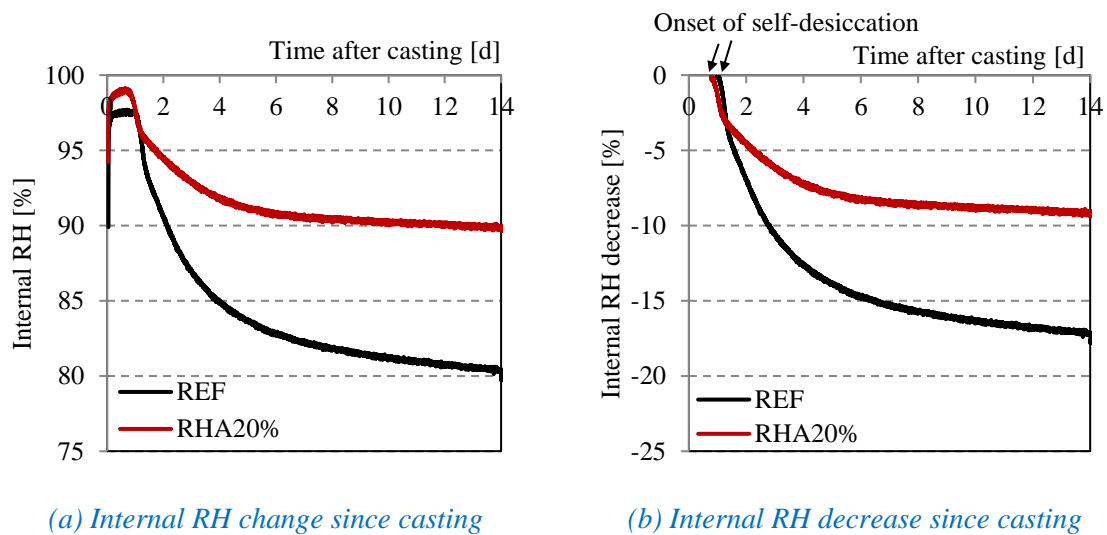 Time after casting [d]
100
95
90
85
80
75
0
2
4
6
8
10
12
14
Internal RH [%]
REF
RHA20%
(a) Internal RH change since casting
Onset of self-desiccation
Time after casting [d]
0
-5
-10
-15
-20
-25
0
2
4
6
8
10
12
14
Internal RH decrease [%]
REF
RHA20%
(b) Internal RH decrease since casting